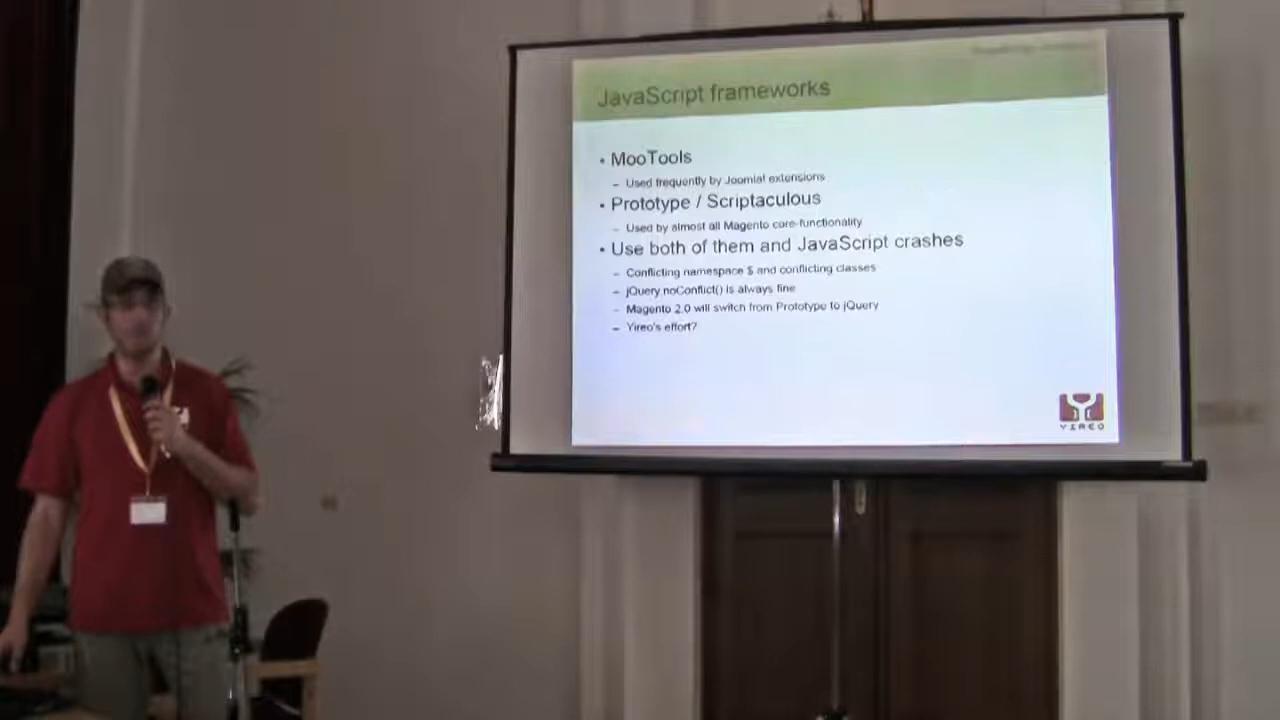 JavaScript frameworks
• MooTools
– Used frequently by Joomla! extensions
• Prototype / Scriptaculous
– Used by almost all Magento core-functionality
• Use both of them and JavaScript crashes
– Conflicting namespace $ and conflicting classes
– jQuery noConflict() is always fine
– Magento 2.0 will switch from Prototype to jQuery
– Yireo's effort?
YIREO